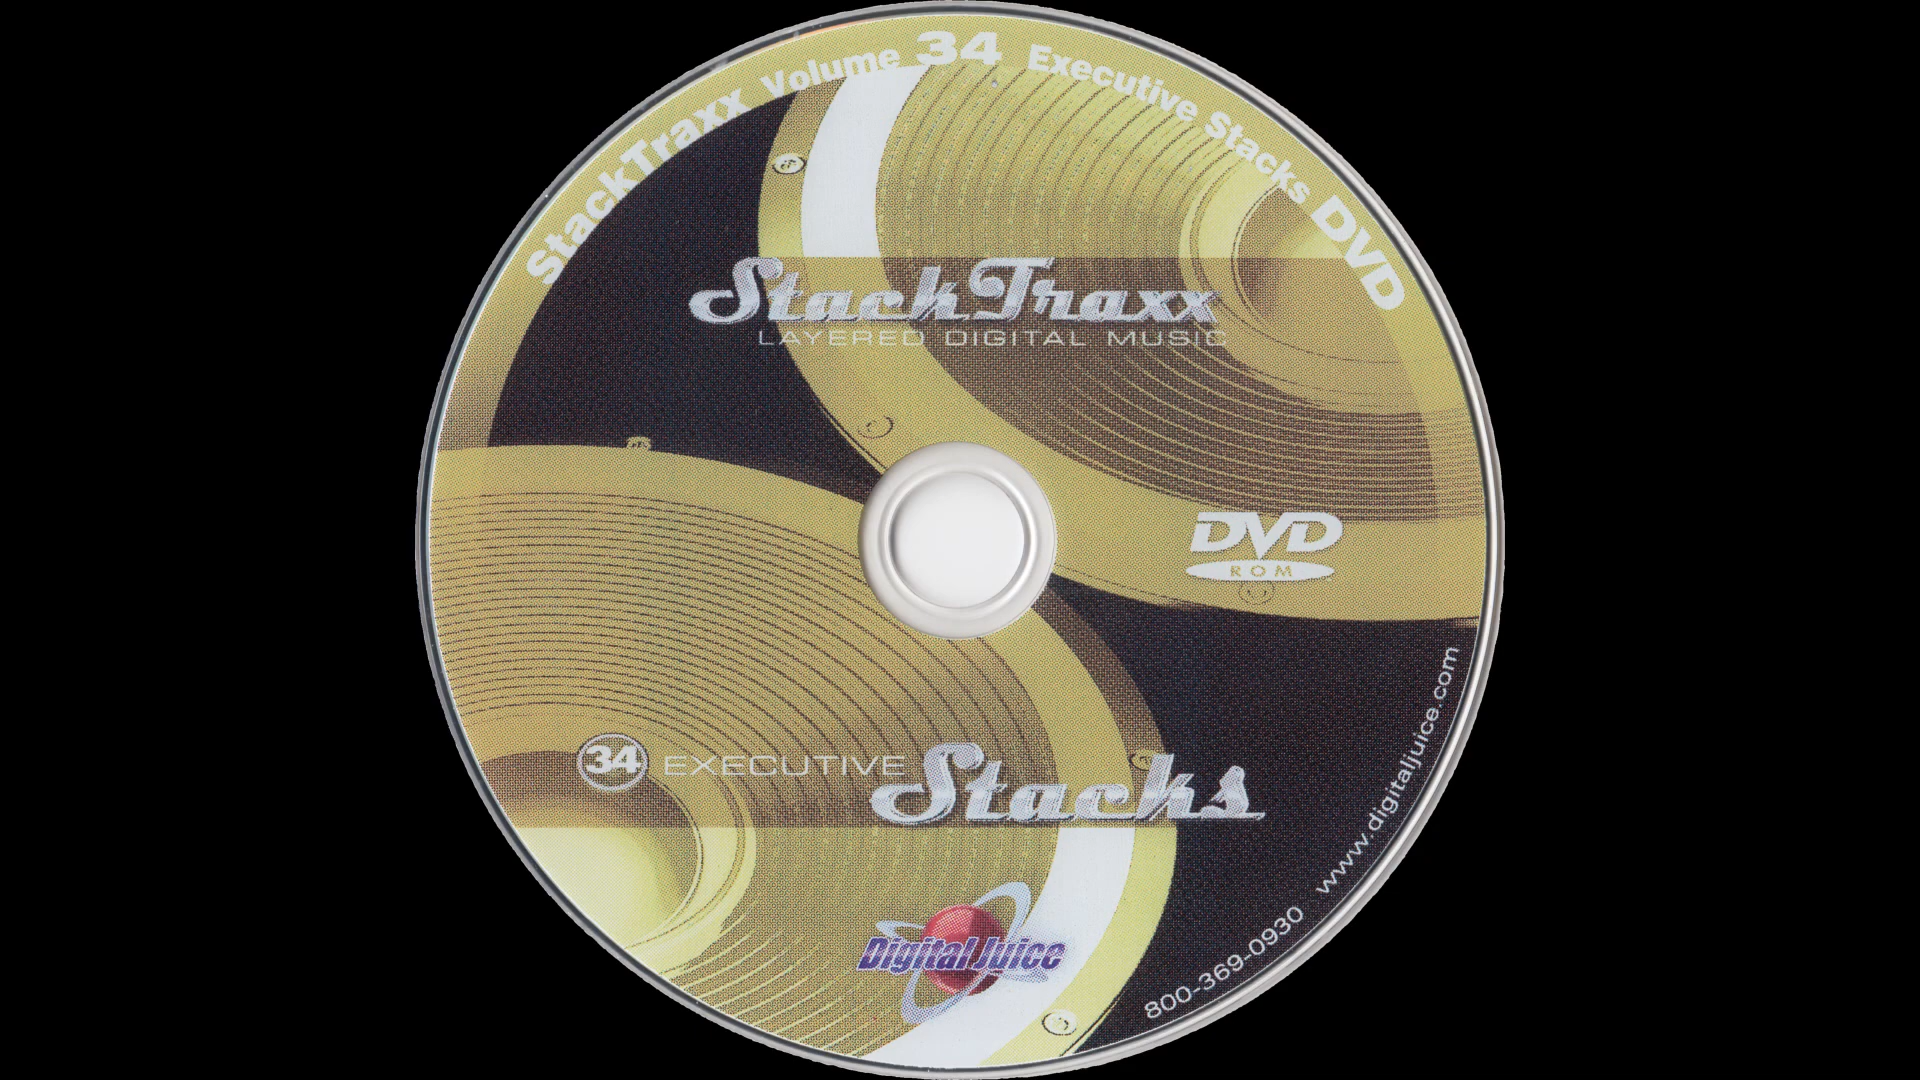 StackTraxx Volume 34 Executive Stacks DVD
StackTraxx
LAYERED DIGITAL MUSIC
DVD
ROM
34 EXECUTIVE Stacks
Digital Juice
www.digitaljuice.com
800-369-0930